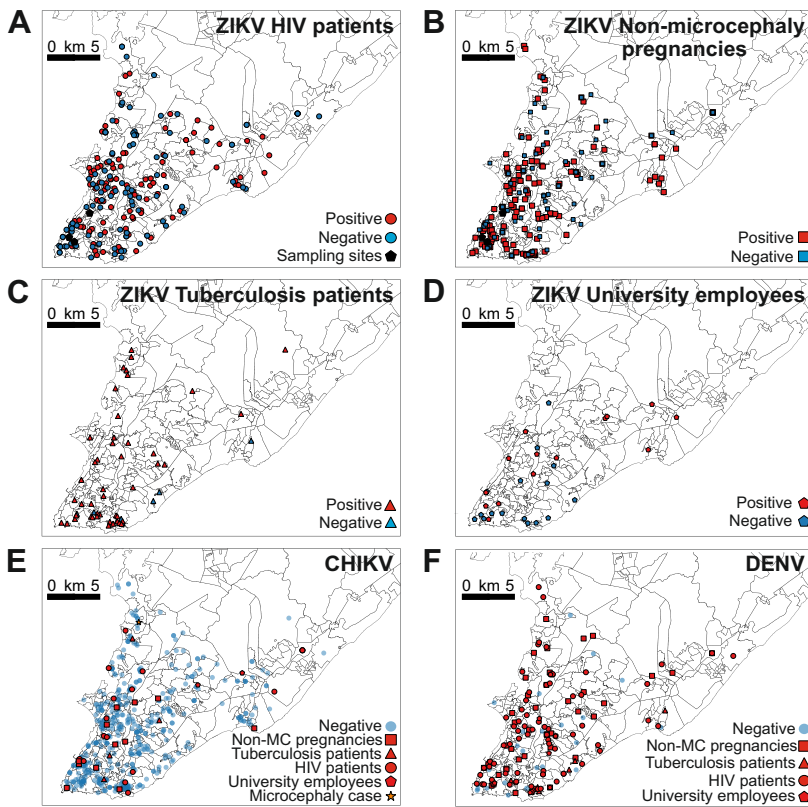 A
ZIKV HIV patients
0 km 5
Positive
Negative
Sampling sites
B
ZIKV Non-microcephaly
pregnancies
0 km 5
Positive
Negative
C
ZIKV Tuberculosis patients
0 km 5
Positive
Negative
D
ZIKV University employees
0 km 5
Positive
Negative
E
CHIKV
0 km 5
Negative
Non-MC pregnancies
Tuberculosis patients
HIV patients
University employees
Microcephaly case
F
DENV
0 km 5
Negative
Non-MC pregnancies
Tuberculosis patients
HIV patients
University employees